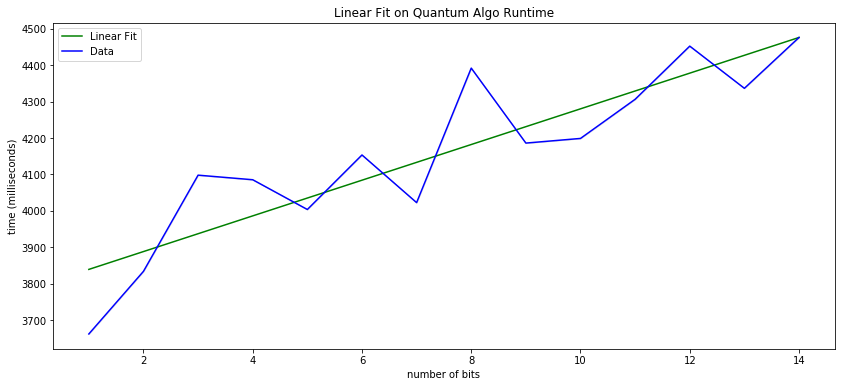 Linear Fit on Quantum Algo Runtime
Linear Fit
Data
time (milliseconds)
4500
4400
4300
4200
4100
4000
3900
3800
3700
2 4 6 8 10 12 14
number of bits